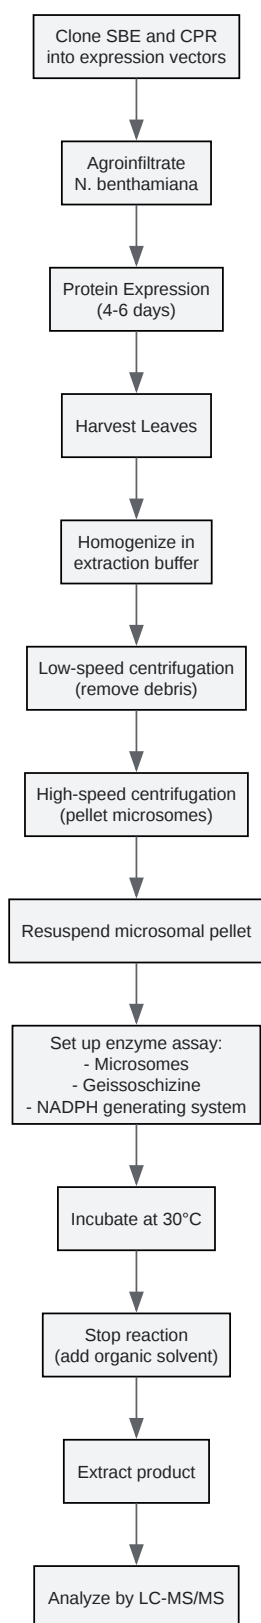 Clone SBE and CPR
into expression vectors
Agroinfiltrate
N. benthamiana
Protein Expression
(4-6 days)
Harvest Leaves
Homogenize in
extraction buffer
Low-speed centrifugation
(remove debris)
High-speed centrifugation
(pellet microsomes)
Resuspend microsomal pellet
Set up enzyme assay:
- Microsomes
- Geissoschizine
- NADPH generating system
Incubate at 30°C
Stop reaction
(add organic solvent)
Extract product
Analyze by LC-MS/MS